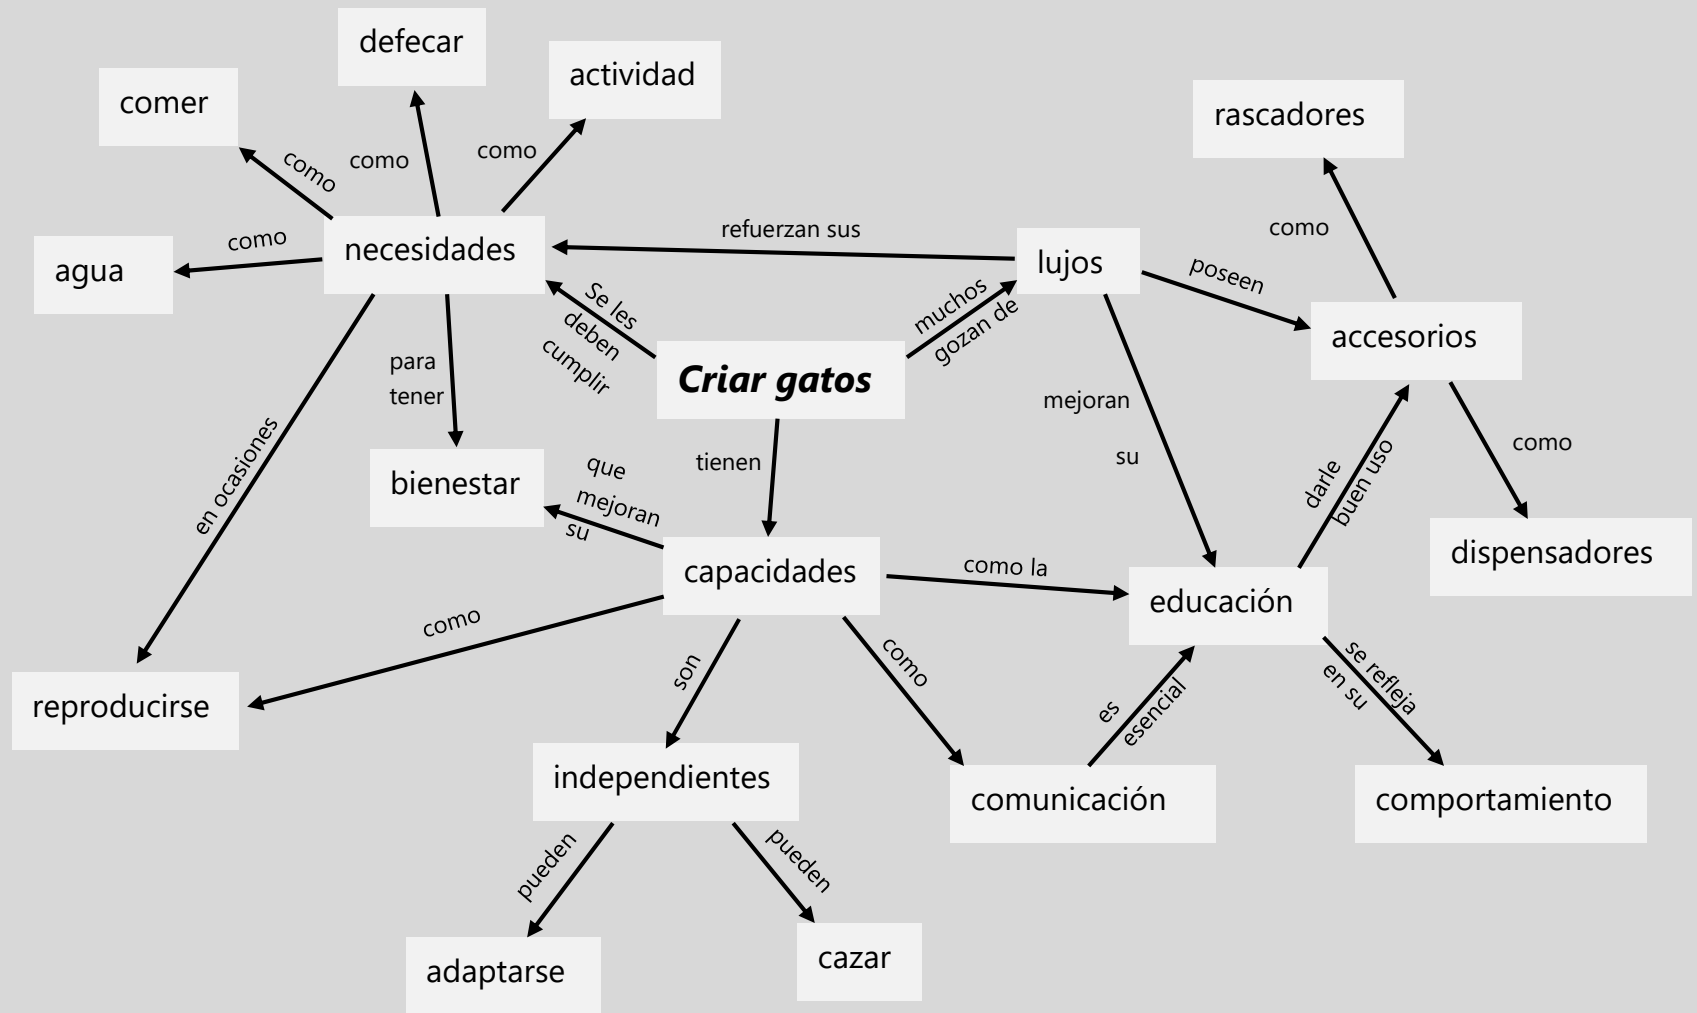 defecar
actividad
comer
rascadores
como
como
como
como
agua
necesidades
refuerzan sus
lujos
como
poseen
accesorios
Se les
deben
cumplir
muchos
gozan de
Criar gatos
para
tener
mejoran
su
en ocasiones
bienestar
que
mejoran
su
tienen
darle
buen uso
como
dispensadores
capacidades
como la
educación
como
reproducirse
son
como
es
esencial
se refleja
en su
independientes
comunicación
comportamiento
pueden
pueden
adaptarse
cazar